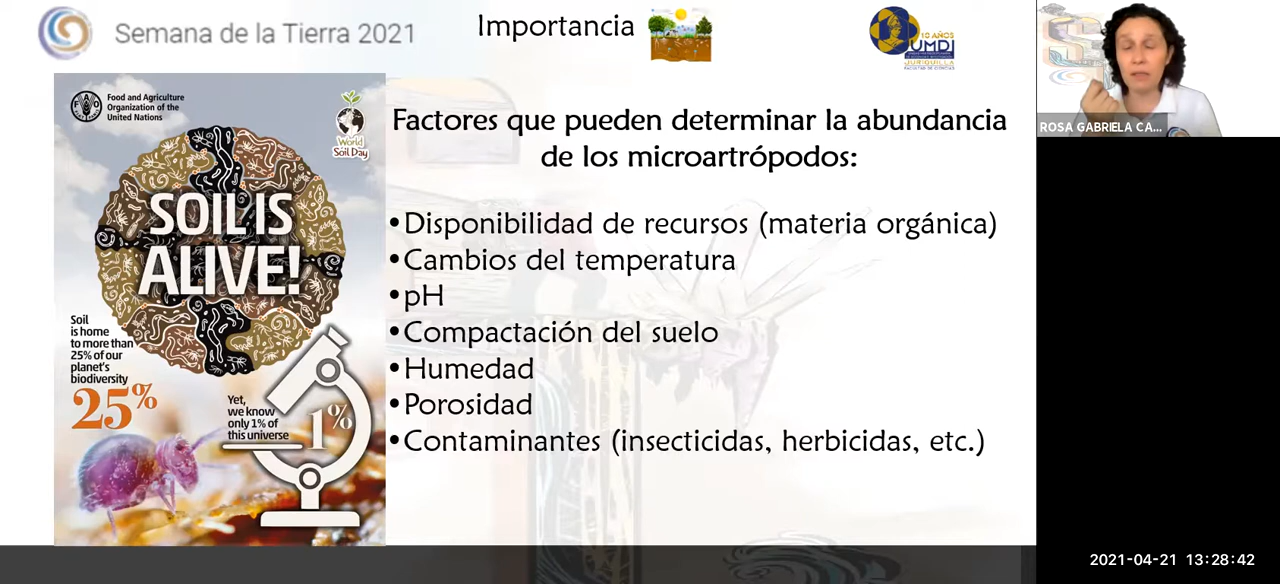 Semana de la Tierra 2021
Importancia
10 AÑOS
UMDI
JURIQUILLA
FACULTAD DE CIENCIAS
ROSA GABRIELA CA...
FAO
Food and Agriculture
Organization of the
United Nations
World
Soil Day
SOIL IS
ALIVE!
Soil
is home
to more than
25% of our
planet's
biodiversity
25%
Yet,
we know
only 1% of
this universe
1%
Factores que pueden determinar la abundancia
de los microartrópodos:
•Disponibilidad de recursos (materia orgánica)
•Cambios del temperatura
•pH
•Compactación del suelo
•Humedad
•Porosidad
•Contaminantes (insecticidas, herbicidas, etc.)
2021-04-21 13:28:42